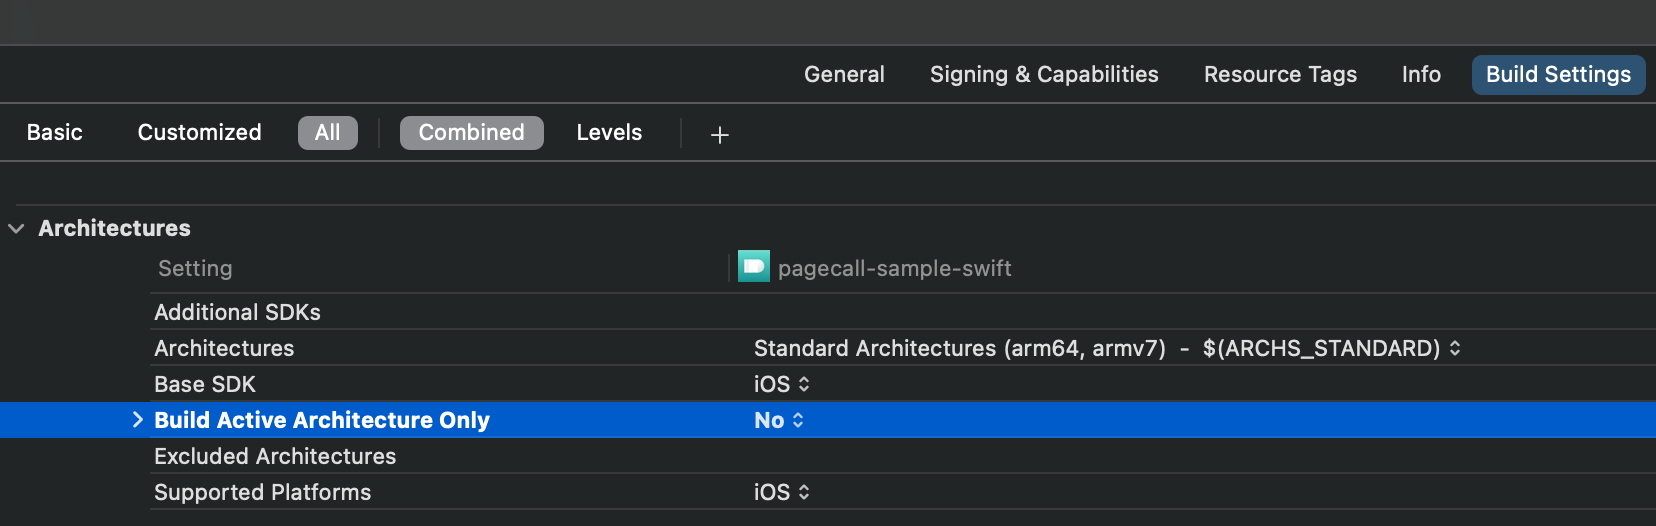 General Signing & Capabilities Resource Tags Info Build Settings
Basic Customized All Combined Levels +
Architectures
Setting pagecall-sample-swift
Additional SDKs
Architectures Standard Architectures (arm64, armv7) - $(ARCHS_STANDARD)
Base SDK iOS
Build Active Architecture Only No
Excluded Architectures
Supported Platforms iOS